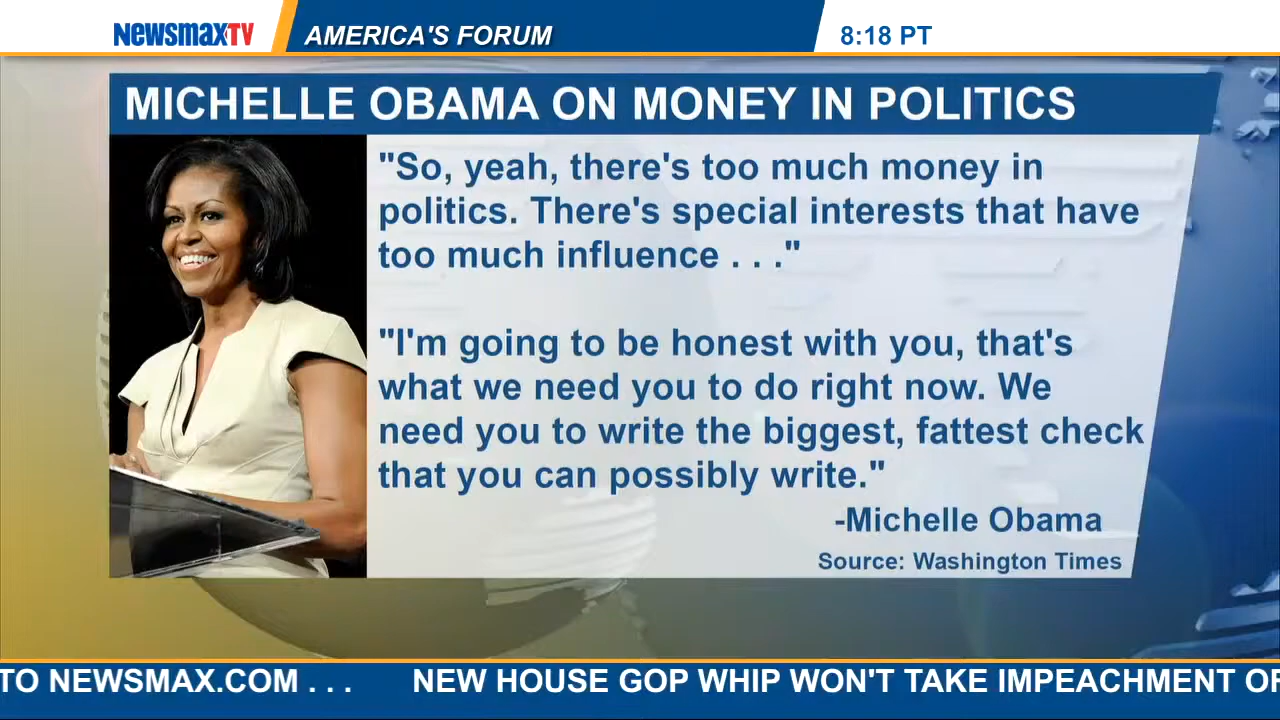 NEWSMAXTV
AMERICA'S FORUM
8:18 PT
MICHELLE OBAMA ON MONEY IN POLITICS
"So, yeah, there's too much money in
politics. There's special interests that have
too much influence . . ."
"I'm going to be honest with you, that's
what we need you to do right now. We
need you to write the biggest, fattest check
that you can possibly write."
-Michelle Obama
Source: Washington Times
TO NEWSMAX.COM . . . NEW HOUSE GOP WHIP WON'T TAKE IMPEACHMENT